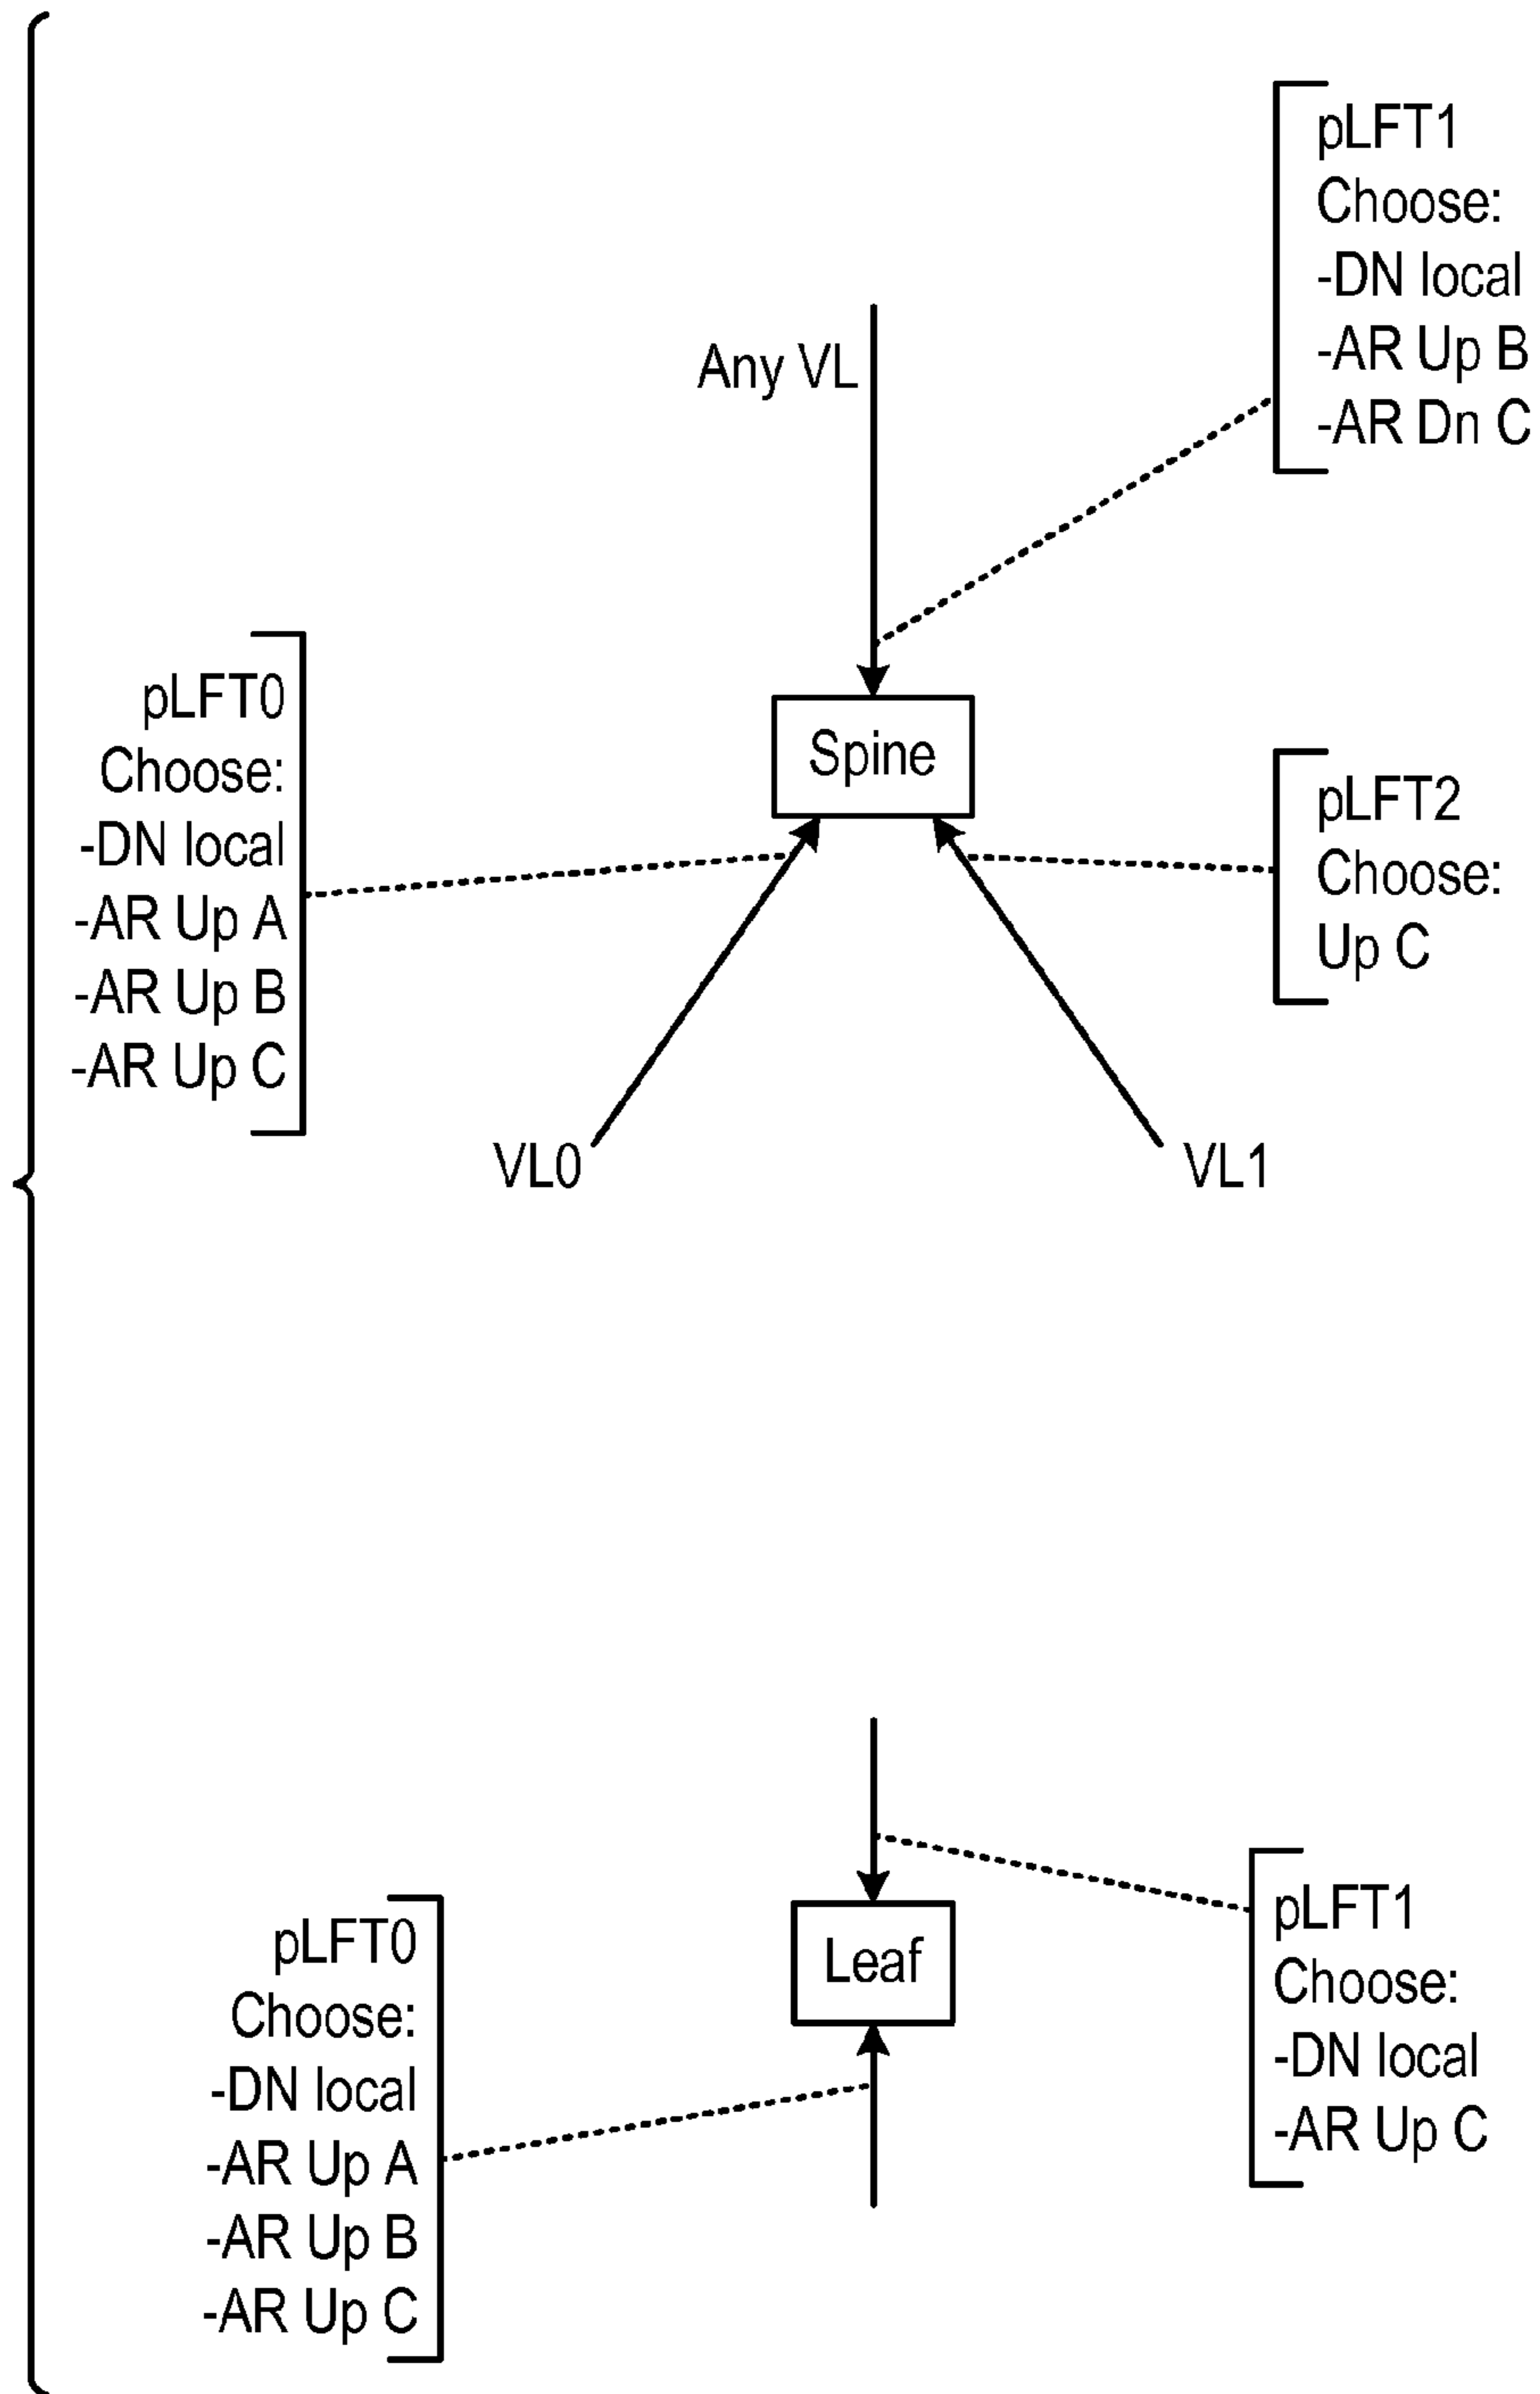 pLFT1
Choose:
-DN local
-AR Up B
-AR Dn C
Any VL
pLFT0
Choose:
-DN local
-AR Up A
-AR Up B
-AR Up C
Spine
pLFT2
Choose:
Up C
VL0
VL1
Leaf
pLFT1
Choose:
-DN local
-AR Up C
pLFT0
Choose:
-DN local
-AR Up A
-AR Up B
-AR Up C